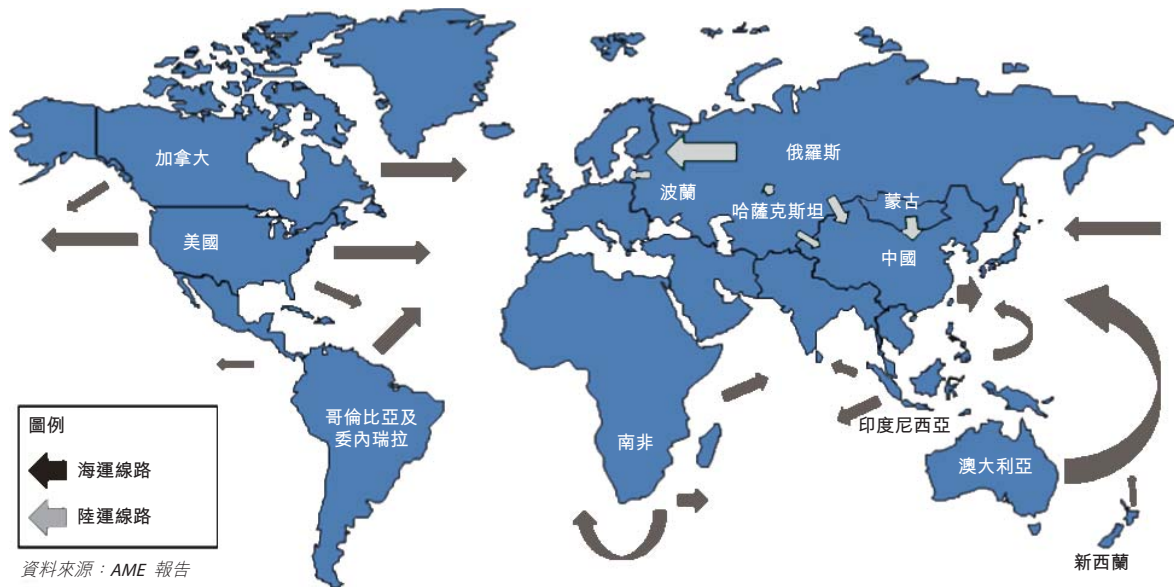 加拿大
俄羅斯
波蘭
哈薩克斯坦
蒙古
美國
中國
哥倫比亞及
委內瑞拉
南非
印度尼西亞
澳大利亞
新西蘭
圖例
海運線路
陸運線路
資料來源：AME 報告